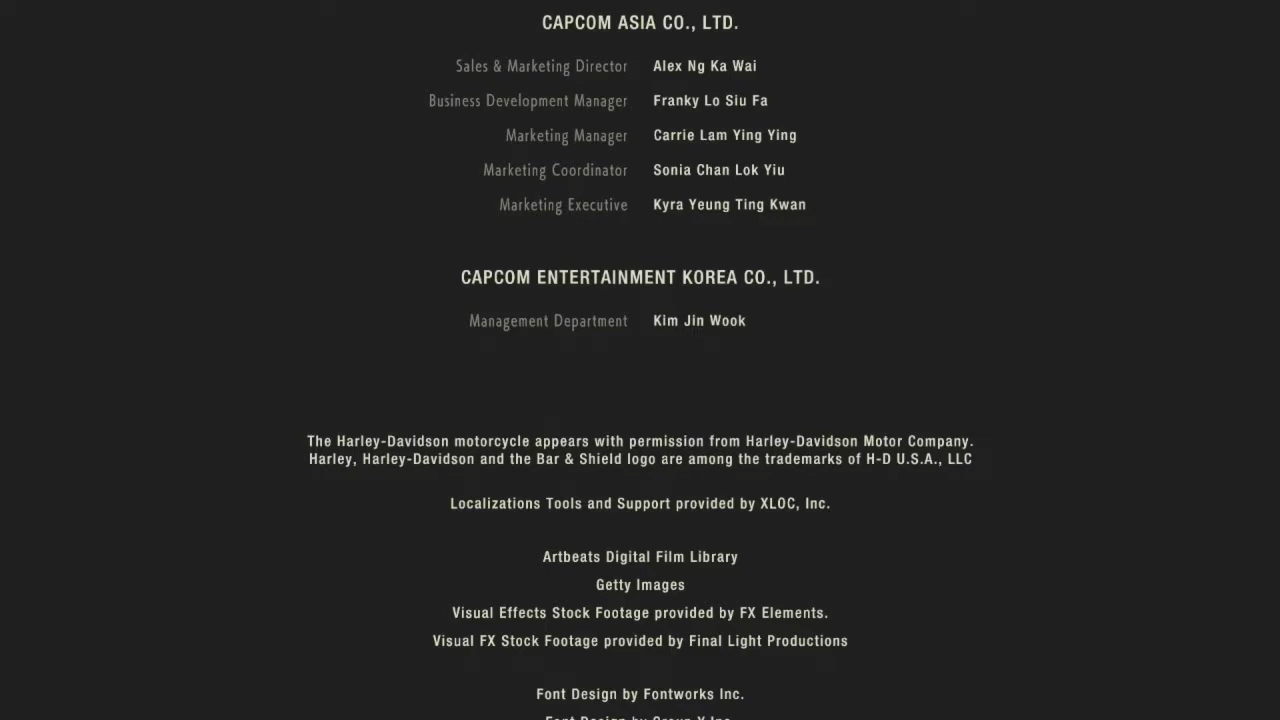 CAPCOM ASIA CO., LTD.
Sales & Marketing Director Alex Ng Ka Wai
Business Development Manager Franky Lo Siu Fa
Marketing Manager Carrie Lam Ying Ying
Marketing Coordinator Sonia Chan Lok Yiu
Marketing Executive Kyra Yeung Ting Kwan
CAPCOM ENTERTAINMENT KOREA CO., LTD.
Management Department Kim Jin Wook
The Harley-Davidson motorcycle appears with permission from Harley-Davidson Motor Company.
Harley, Harley-Davidson and the Bar & Shield logo are among the trademarks of H-D U.S.A., LLC
Localizations Tools and Support provided by XLOC, Inc.
Artbeats Digital Film Library
Getty Images
Visual Effects Stock Footage provided by FX Elements.
Visual FX Stock Footage provided by Final Light Productions
Font Design by Fontworks Inc.
Font Design by